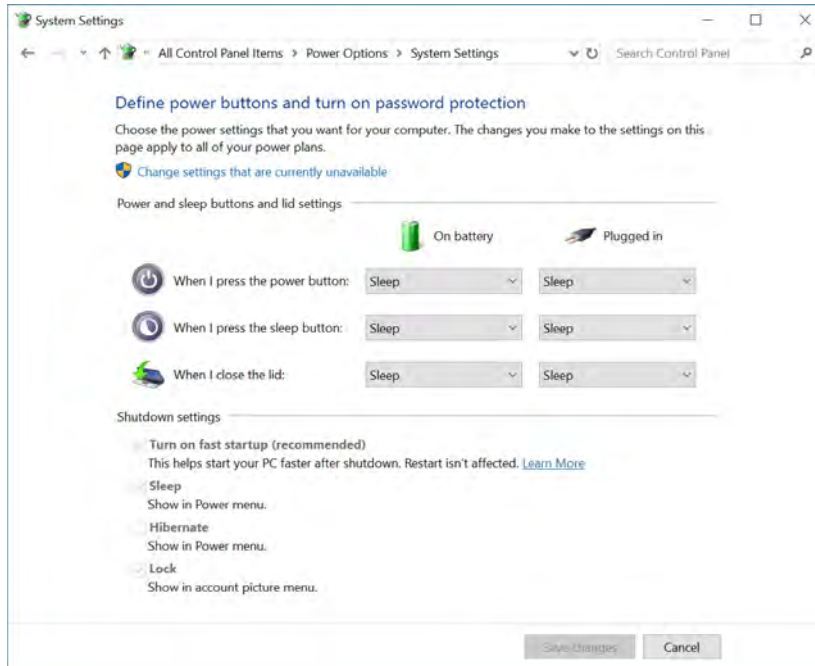 System Settings
All Control Panel Items > Power Options > System Settings
Search Control Panel
Define power buttons and turn on password protection
Choose the power settings that you want for your computer. The changes you make to the settings on this
page apply to all of your power plans.
Change settings that are currently unavailable
Power and sleep buttons and lid settings
On battery
Plugged in
When I press the power button: Sleep Sleep
When I press the sleep button: Sleep Sleep
When I close the lid: Sleep Sleep
Shutdown settings
Turn on fast startup (recommended)
This helps start your PC faster after shutdown. Restart isn't affected. Learn More
Sleep
Show in Power menu.
Hibernate
Show in Power menu.
Lock
Show in account picture menu.
Save changes Cancel